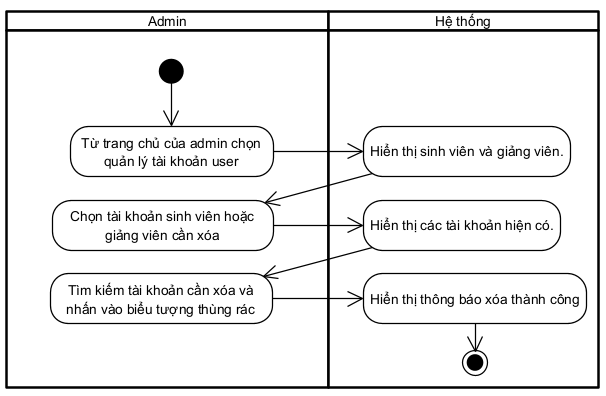 Admin
Hệ thống
Từ trang chủ của admin chọn
quản lý tài khoản user
Hiển thị sinh viên và giảng viên.
Chọn tài khoản sinh viên hoặc
giảng viên cần xóa
Hiển thị các tài khoản hiện có.
Tìm kiếm tài khoản cần xóa và
nhấn vào biểu tượng thùng rác
Hiển thị thông báo xóa thành công